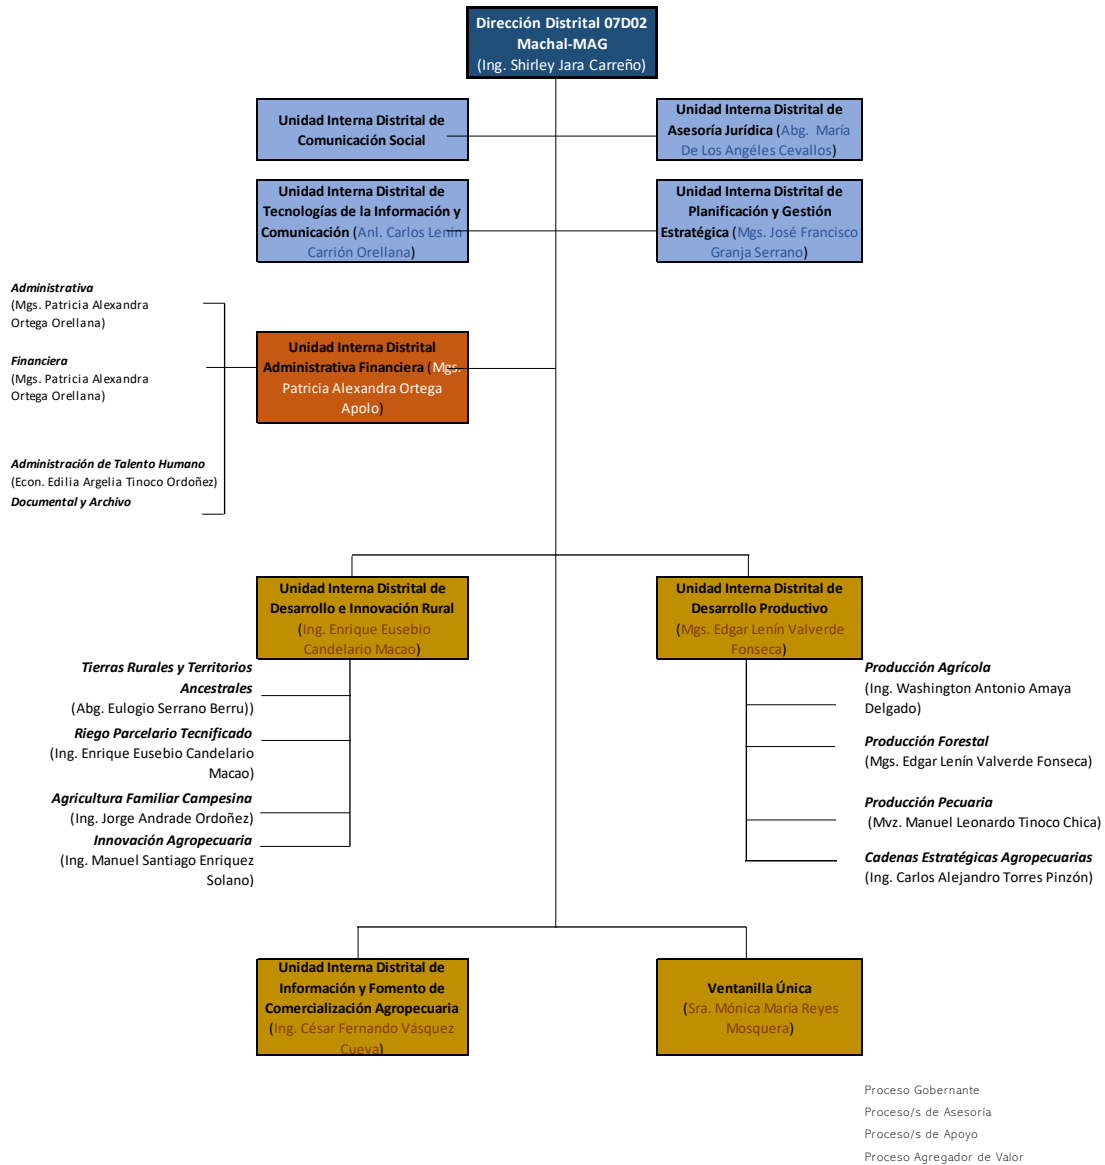 Dirección Distrital 07D02
Machal-MAG
(Ing. Shirley Jara Carreño)
Unidad Interna Distrital de
Comunicación Social
Unidad Interna Distrital de
Asesoría Jurídica (Abg. María
De Los Angéles Cevallos)
Unidad Interna Distrital de
Tecnologías de la Información y
Comunicación (Anl. Carlos Lenin
Carrión Orellana)
Unidad Interna Distrital de
Planificación y Gestión
Estratégica (Mgs. José Francisco
Granja Serrano)
Administrativa
(Mgs. Patricia Alexandra
Ortega Orellana)
Financiera
(Mgs. Patricia Alexandra
Ortega Orellana)
Administración de Talento Humano
(Econ. Edilia Argelia Tinoco Ordoñez)
Documental y Archivo
Unidad Interna Distrital
Administrativa Financiera (Mgs.
Patricia Alexandra Ortega
Apolo)
Unidad Interna Distrital de
Desarrollo e Innovación Rural
(Ing. Enrique Eusebio
Candelario Macao)
Tierras Rurales y Territorios
Ancestrales
(Abg. Eulogio Serrano Berru))
Riego Parcelario Tecnificado
(Ing. Enrique Eusebio Candelario
Macao)
Agricultura Familiar Campesina
(Ing. Jorge Andrade Ordoñez)
Innovación Agropecuaria
(Ing. Manuel Santiago Enriquez
Solano)
Unidad Interna Distrital de
Desarrollo Productivo
(Mgs. Edgar Lenín Valverde
Fonseca)
Producción Agrícola
(Ing. Washington Antonio Amaya
Delgado)
Producción Forestal
(Mgs. Edgar Lenín Valverde Fonseca)
Producción Pecuaria
(Mvz. Manuel Leonardo Tinoco Chica)
Cadenas Estratégicas Agropecuarias
(Ing. Carlos Alejandro Torres Pinzón)
Unidad Interna Distrital de
Información y Fomento de
Comercialización Agropecuaria
(Ing. César Fernando Vásquez
Cueva)
Ventanilla Única
(Sra. Mónica María Reyes
Mosquera)
Proceso Gobernante
Proceso/s de Asesoría
Proceso/s de Apoyo
Proceso Agregador de Valor